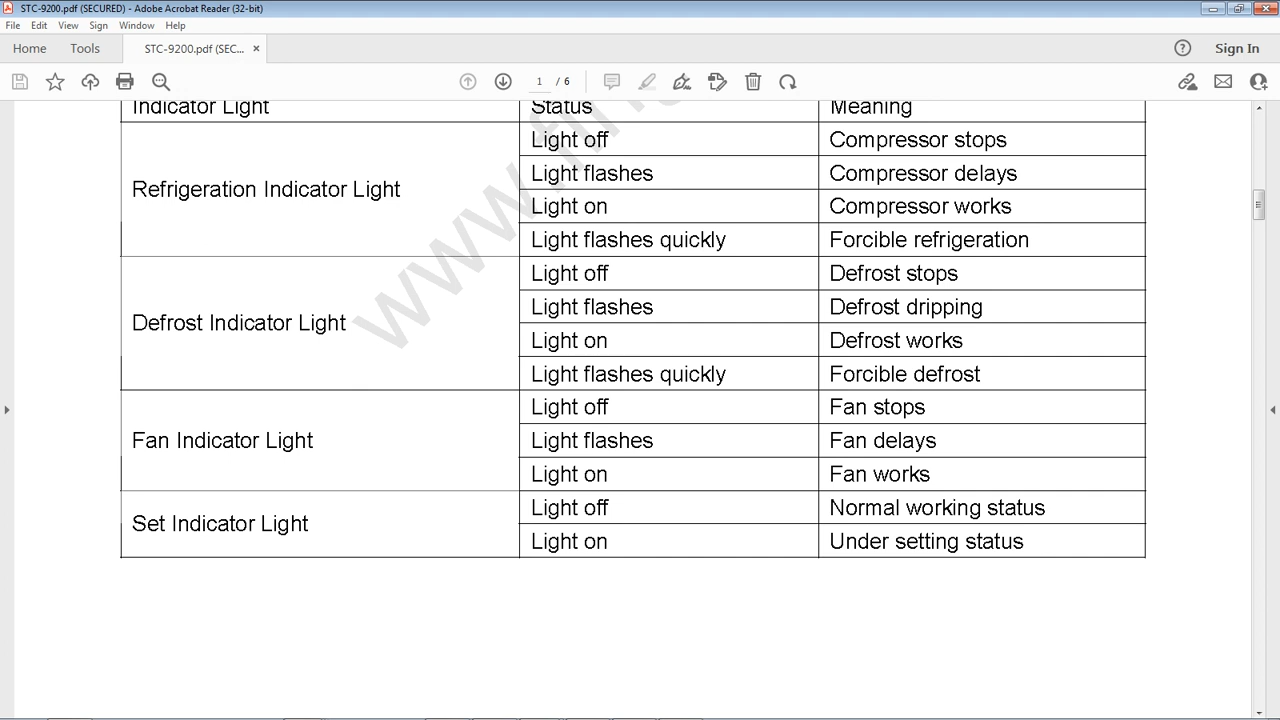 STC-9200.pdf (SECURED) - Adobe Acrobat Reader (32-bit)
File Edit View Sign Window Help
Home Tools STC-9200.pdf (SEC... × Sign In
1 / 6
Indicator Light Status Meaning
Refrigeration Indicator Light
Light off Compressor stops
Light flashes Compressor delays
Light on Compressor works
Light flashes quickly Forcible refrigeration
Defrost Indicator Light
Light off Defrost stops
Light flashes Defrost dripping
Light on Defrost works
Light flashes quickly Forcible defrost
Fan Indicator Light
Light off Fan stops
Light flashes Fan delays
Light on Fan works
Set Indicator Light
Light off Normal working status
Light on Under setting status